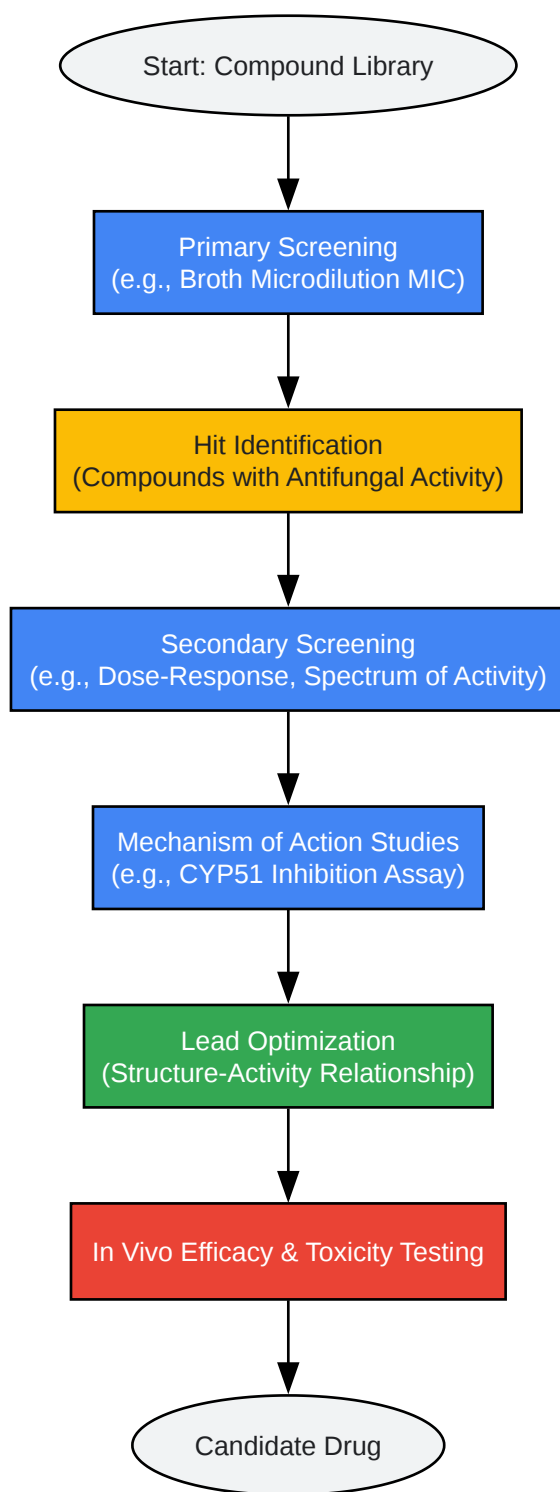 Start: Compound Library
Primary Screening
(e.g., Broth Microdilution MIC)
Hit Identification
(Compounds with Antifungal Activity)
Secondary Screening
(e.g., Dose-Response, Spectrum of Activity)
Mechanism of Action Studies
(e.g., CYP51 Inhibition Assay)
Lead Optimization
(Structure-Activity Relationship)
In Vivo Efficacy & Toxicity Testing
Candidate Drug